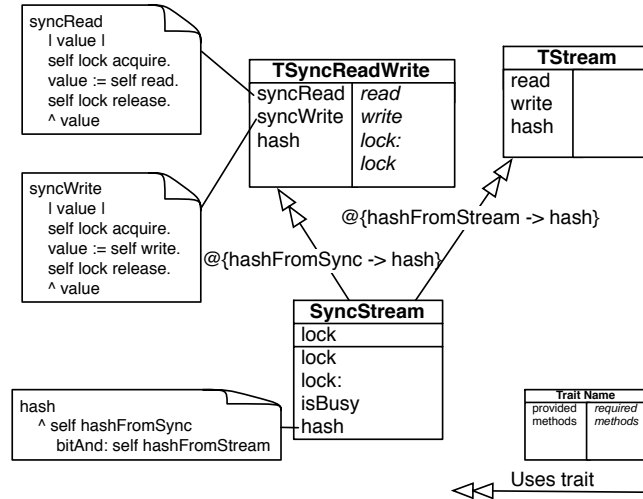 syncRead
| value |
self lock acquire.
value := self read.
self lock release.
^ value
syncWrite
| value |
self lock acquire.
value := self write.
self lock release.
^ value
TSyncReadWrite
syncRead
syncWrite
hash
read
write
lock:
lock
TStream
read
write
hash
@{hashFromStream -> hash}
@{hashFromSync -> hash}
SyncStream
lock
lock
lock:
isBusy
hash
hash
^ self hashFromSync
bitAnd: self hashFromStream
Trait Name
provided
methods
required
methods
Uses trait